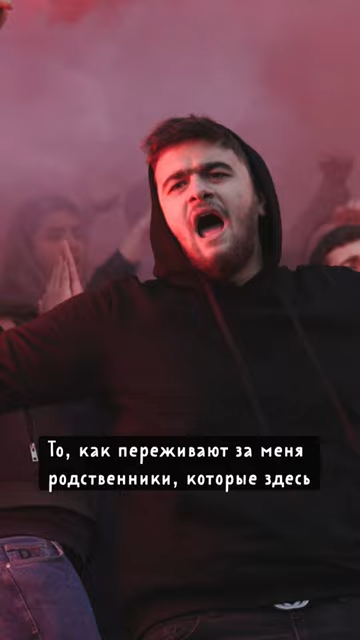 То, как переживают за меня
родственники, которые здесь